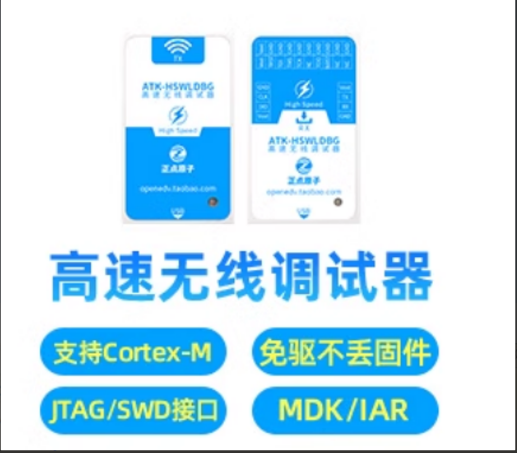 TX
ATK-HSWLDBG
高速无线调试器
High Speed
正点原子
openedv.taobao.com
USB
High Speed
ATK-HSWLDBG
高速无线调试器
正点原子
openedv.taobao.com
USB
高速无线调试器
支持Cortex-M
免驱不丢固件
JTAG/SWD接口
MDK/IAR